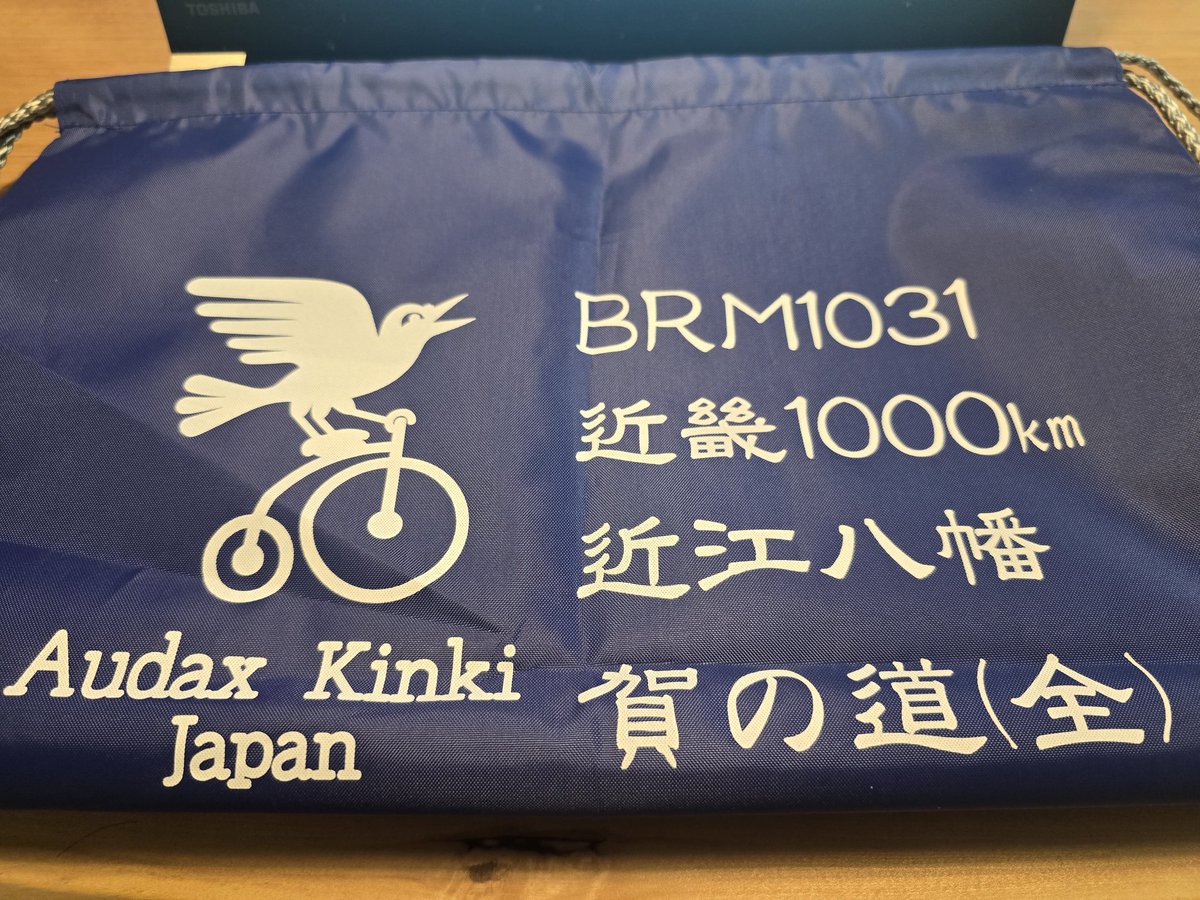 TOSHIBA
BRM1031
近畿1000km
近江八幡
賀の道(全)
Audax Kinki
Japan